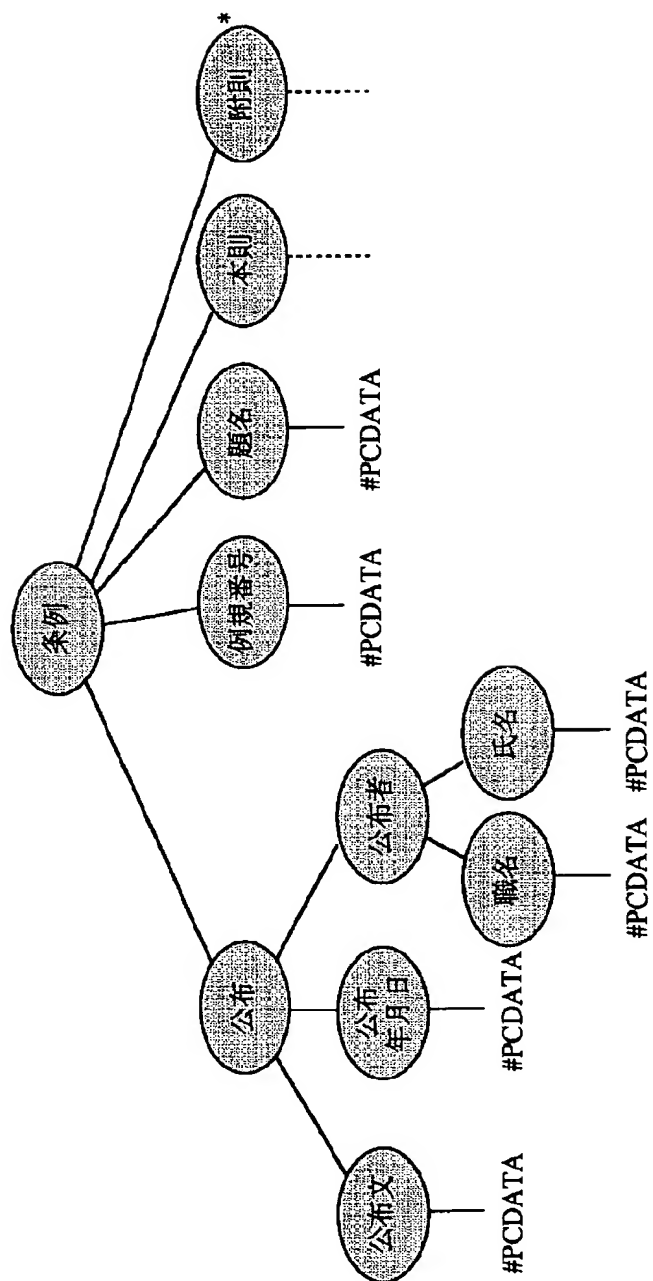 条例
公布
例規番号
題名
本則
附則
*
公布文
公布
年月日
公布者
#PCDATA
#PCDATA
#PCDATA
#PCDATA
職名
氏名
#PCDATA
#PCDATA